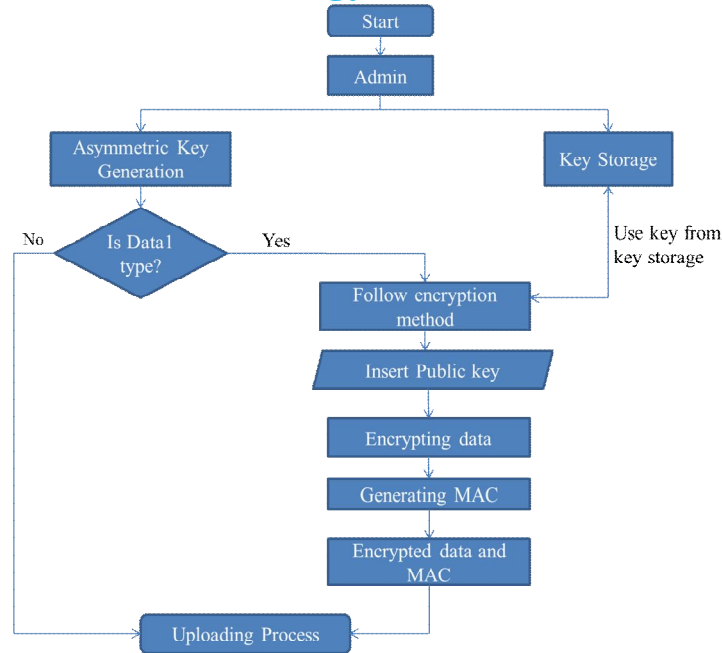 Start
Admin
Asymmetric Key
Generation
Key Storage
No
Is Data1
type?
Yes
Use key from
key storage
Follow encryption
method
Insert Public key
Encrypting data
Generating MAC
Encrypted data and
MAC
Uploading Process